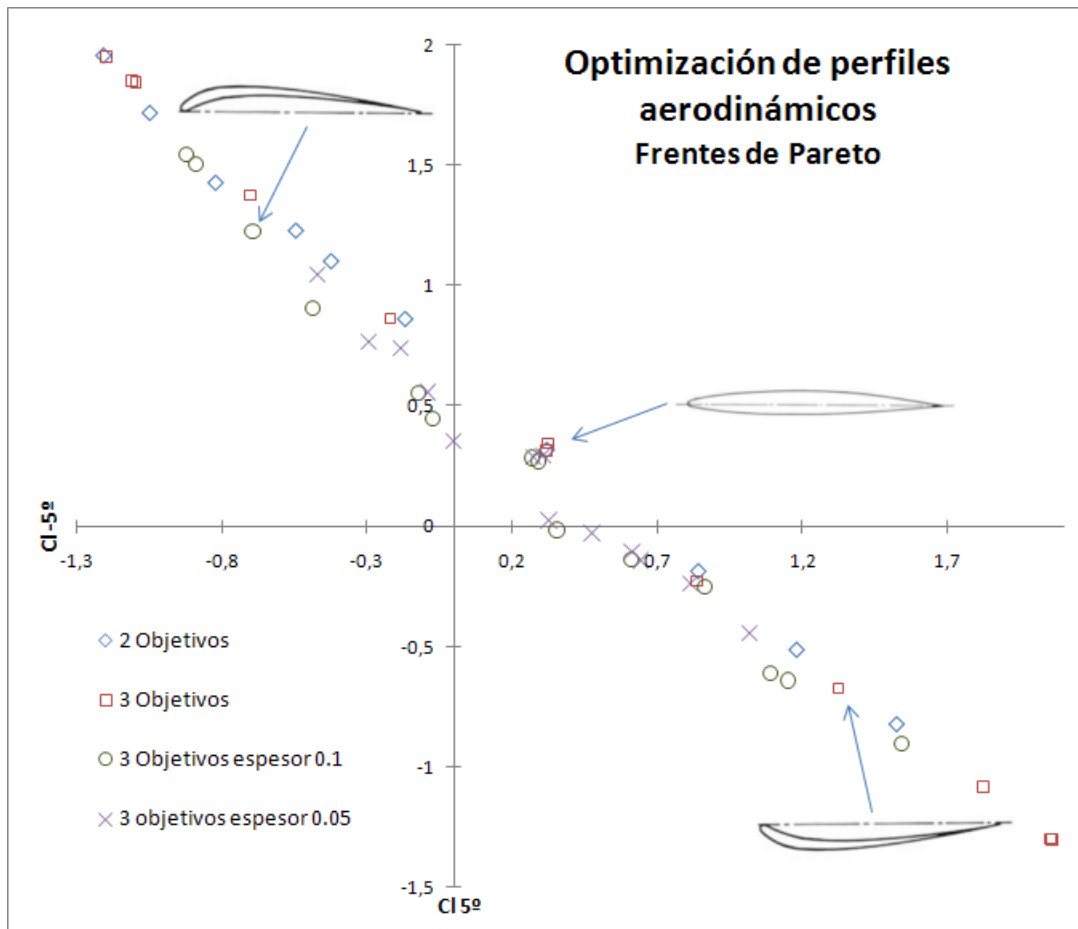 Optimización de perfiles
aerodinámicos
Frentes de Pareto
2
1,5
1
0,5
0
-0,5
-1
-1,5
-1,3
-0,8
-0,3
0,2
0,7
1,2
1,7
Cl -5º
Cl 5º
2 Objetivos
3 Objetivos
3 Objetivos espesor 0.1
3 objetivos espesor 0.05